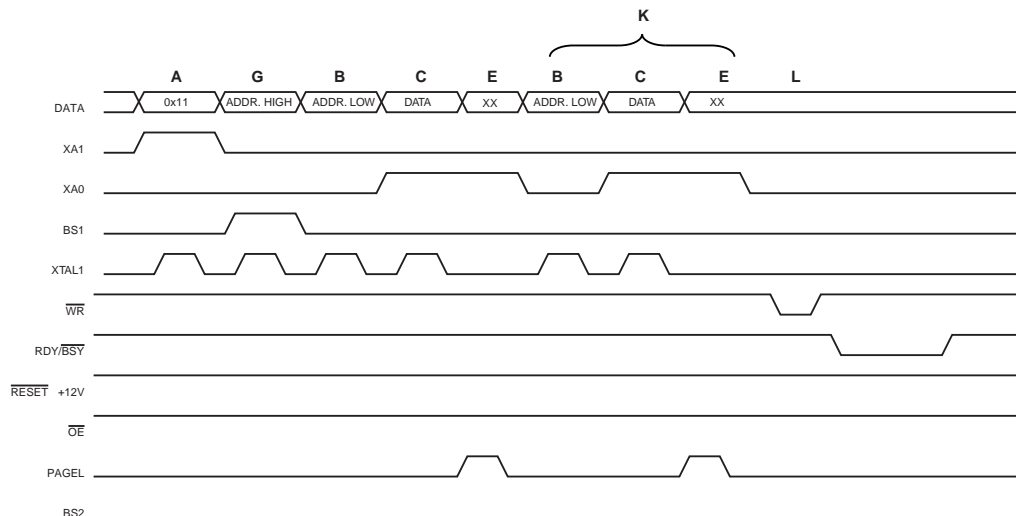 K
A G B C E B C E L
DATA 0x11 ADDR. HIGH ADDR. LOW DATA XX ADDR. LOW DATA XX
XA1
XA0
BS1
XTAL1
WR
RDY/BSY
RESET +12V
OE
PAGEL
BS2